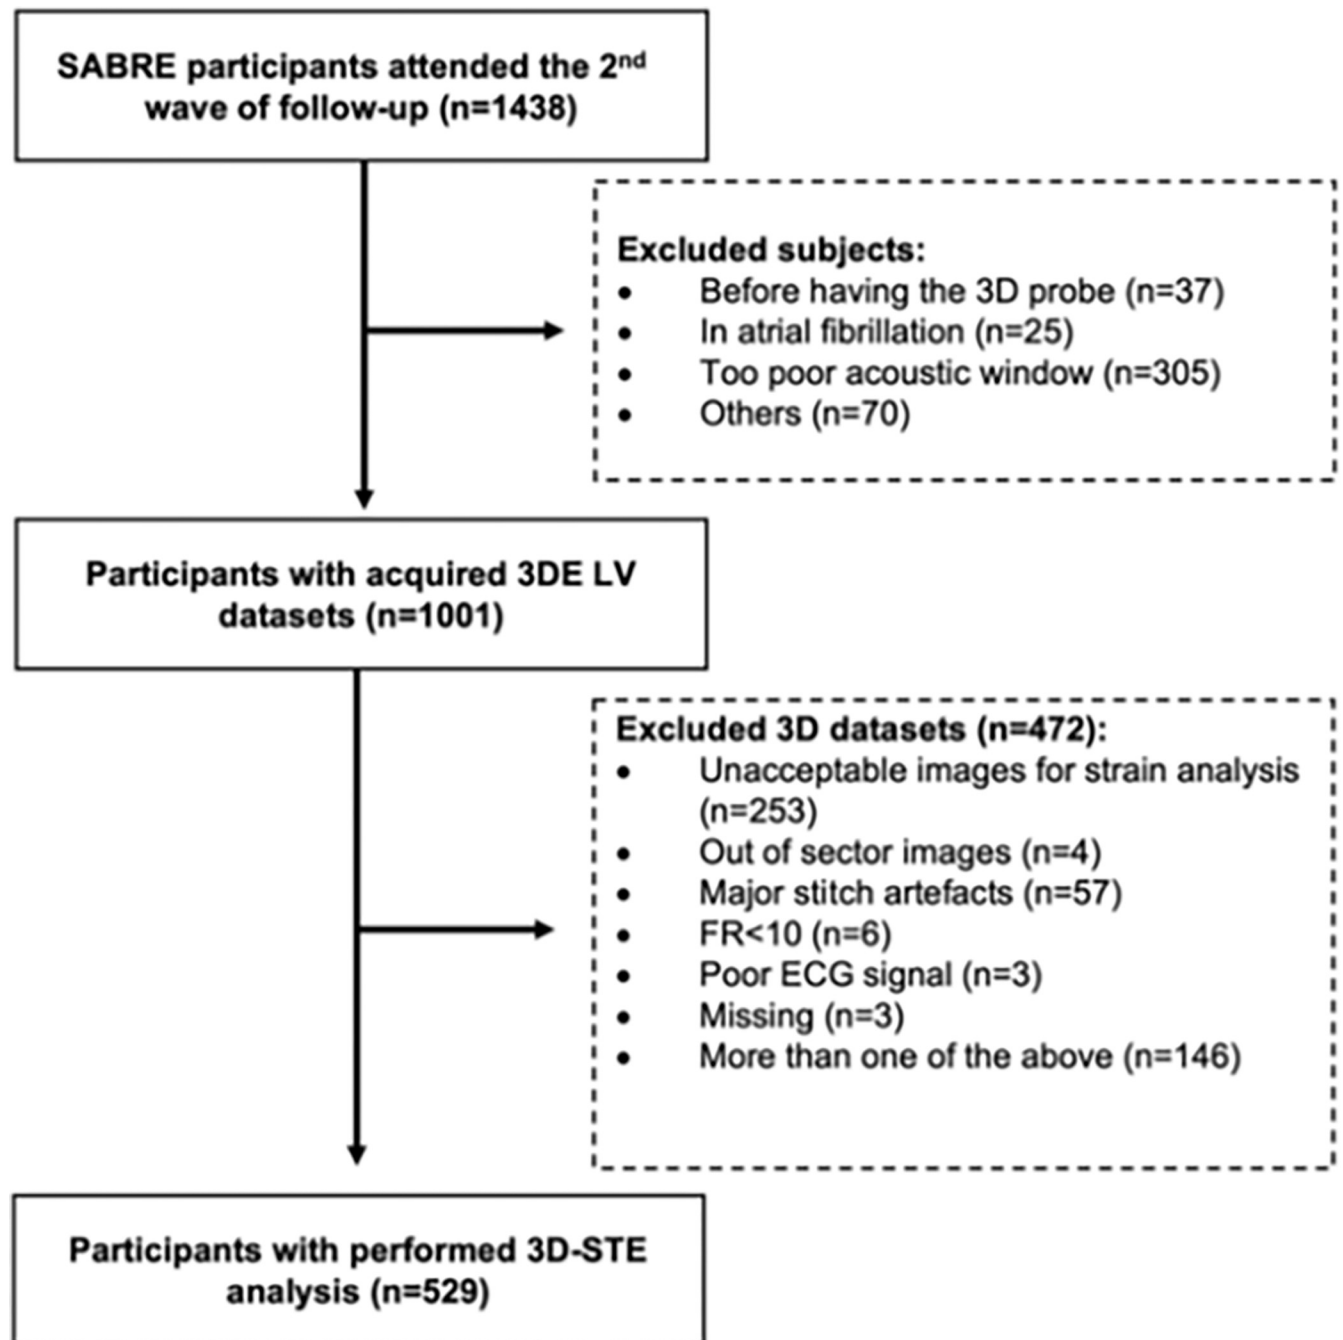 SABRE participants attended the 2nd
wave of follow-up (n=1438)
Excluded subjects:
• Before having the 3D probe (n=37)
• In atrial fibrillation (n=25)
• Too poor acoustic window (n=305)
• Others (n=70)
Participants with acquired 3DE LV
datasets (n=1001)
Excluded 3D datasets (n=472):
• Unacceptable images for strain analysis
(n=253)
• Out of sector images (n=4)
• Major stitch artefacts (n=57)
• FR<10 (n=6)
• Poor ECG signal (n=3)
• Missing (n=3)
• More than one of the above (n=146)
Participants with performed 3D-STE
analysis (n=529)